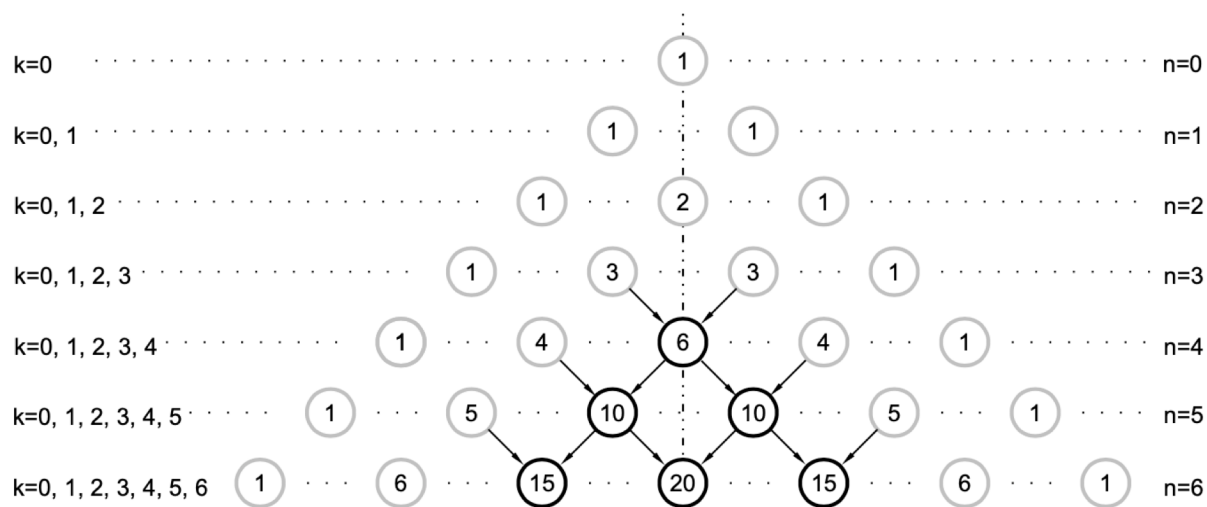 k=0 1 n=0
k=0, 1 1 1 n=1
k=0, 1, 2 1 2 1 n=2
k=0, 1, 2, 3 1 3 3 1 n=3
k=0, 1, 2, 3, 4 1 4 6 4 1 n=4
k=0, 1, 2, 3, 4, 5 1 5 10 10 5 1 n=5
k=0, 1, 2, 3, 4, 5, 6 1 6 15 20 15 6 1 n=6